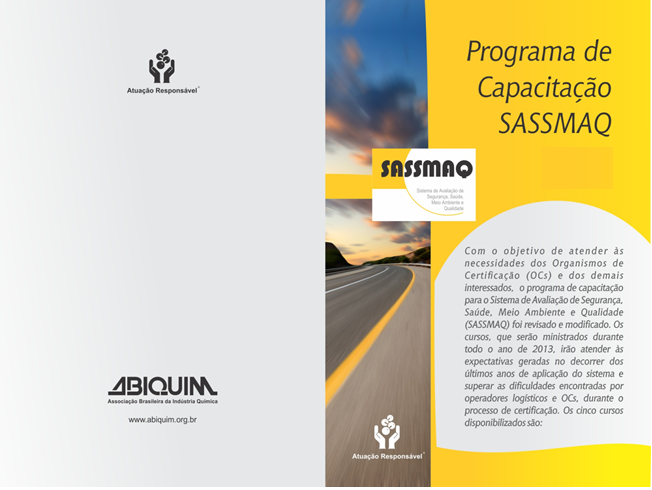 Atuação Responsável®
ABIQUIM
Associação Brasileira da Indústria Química
www.abiquim.org.br
Programa de
Capacitação
SASSMAQ
SASSMAQ
Sistema de Avaliação de
Segurança, Saúde,
Meio Ambiente e
Qualidade
Com o objetivo de atender às
necessidades dos Organismos de
Certificação (OCs) e dos demais
interessados, o programa de capacitação
para o Sistema de Avaliação de Segurança,
Saúde, Meio Ambiente e Qualidade
(SASSMAQ) foi revisado e modificado. Os
cursos, que serão ministrados durante
todo o ano de 2013, irão atender às
expectativas geradas no decorrer dos
últimos anos de aplicação do sistema e
superar as dificuldades encontradas por
operadores logísticos e OCs, durante o
processo de certificação. Os cinco cursos
disponibilizados são:
Atuação Responsável®